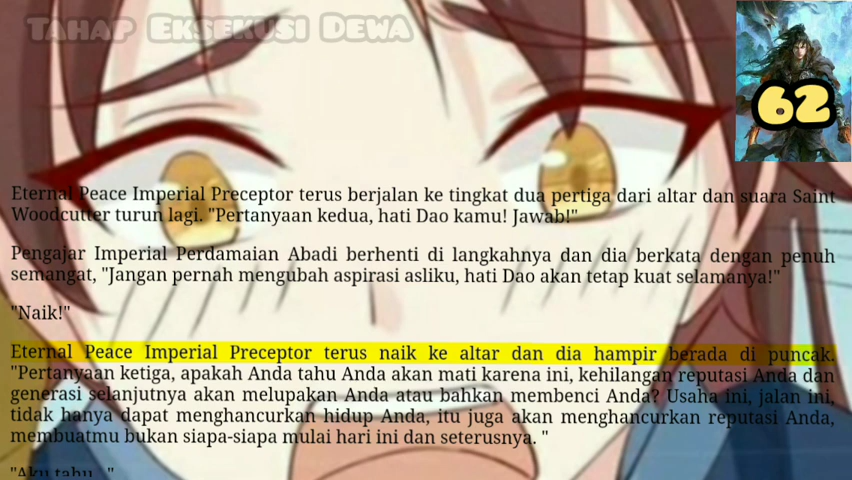 Tahap Eksekusi Dewa
62
Eternal Peace Imperial Preceptor terus berjalan ke tingkat dua pertiga dari altar dan suara Saint
Woodcutter turun lagi. "Pertanyaan kedua, hati Dao kamu! Jawab!"
Pengajar Imperial Perdamaian Abadi berhenti di langkahnya dan dia berkata dengan penuh
semangat, "Jangan pernah mengubah aspirasi asliku, hati Dao akan tetap kuat selamanya!"
"Naik!"
Eternal Peace Imperial Preceptor terus naik ke altar dan dia hampir berada di puncak.
"Pertanyaan ketiga, apakah Anda tahu Anda akan mati karena ini, kehilangan reputasi Anda dan
generasi selanjutnya akan melupakan Anda atau bahkan membenci Anda? Usaha ini, jalan ini,
tidak hanya dapat menghancurkan hidup Anda, itu juga akan menghancurkan reputasi Anda,
membuatmu bukan siapa-siapa mulai hari ini dan seterusnya. "
"Aku tahu..."